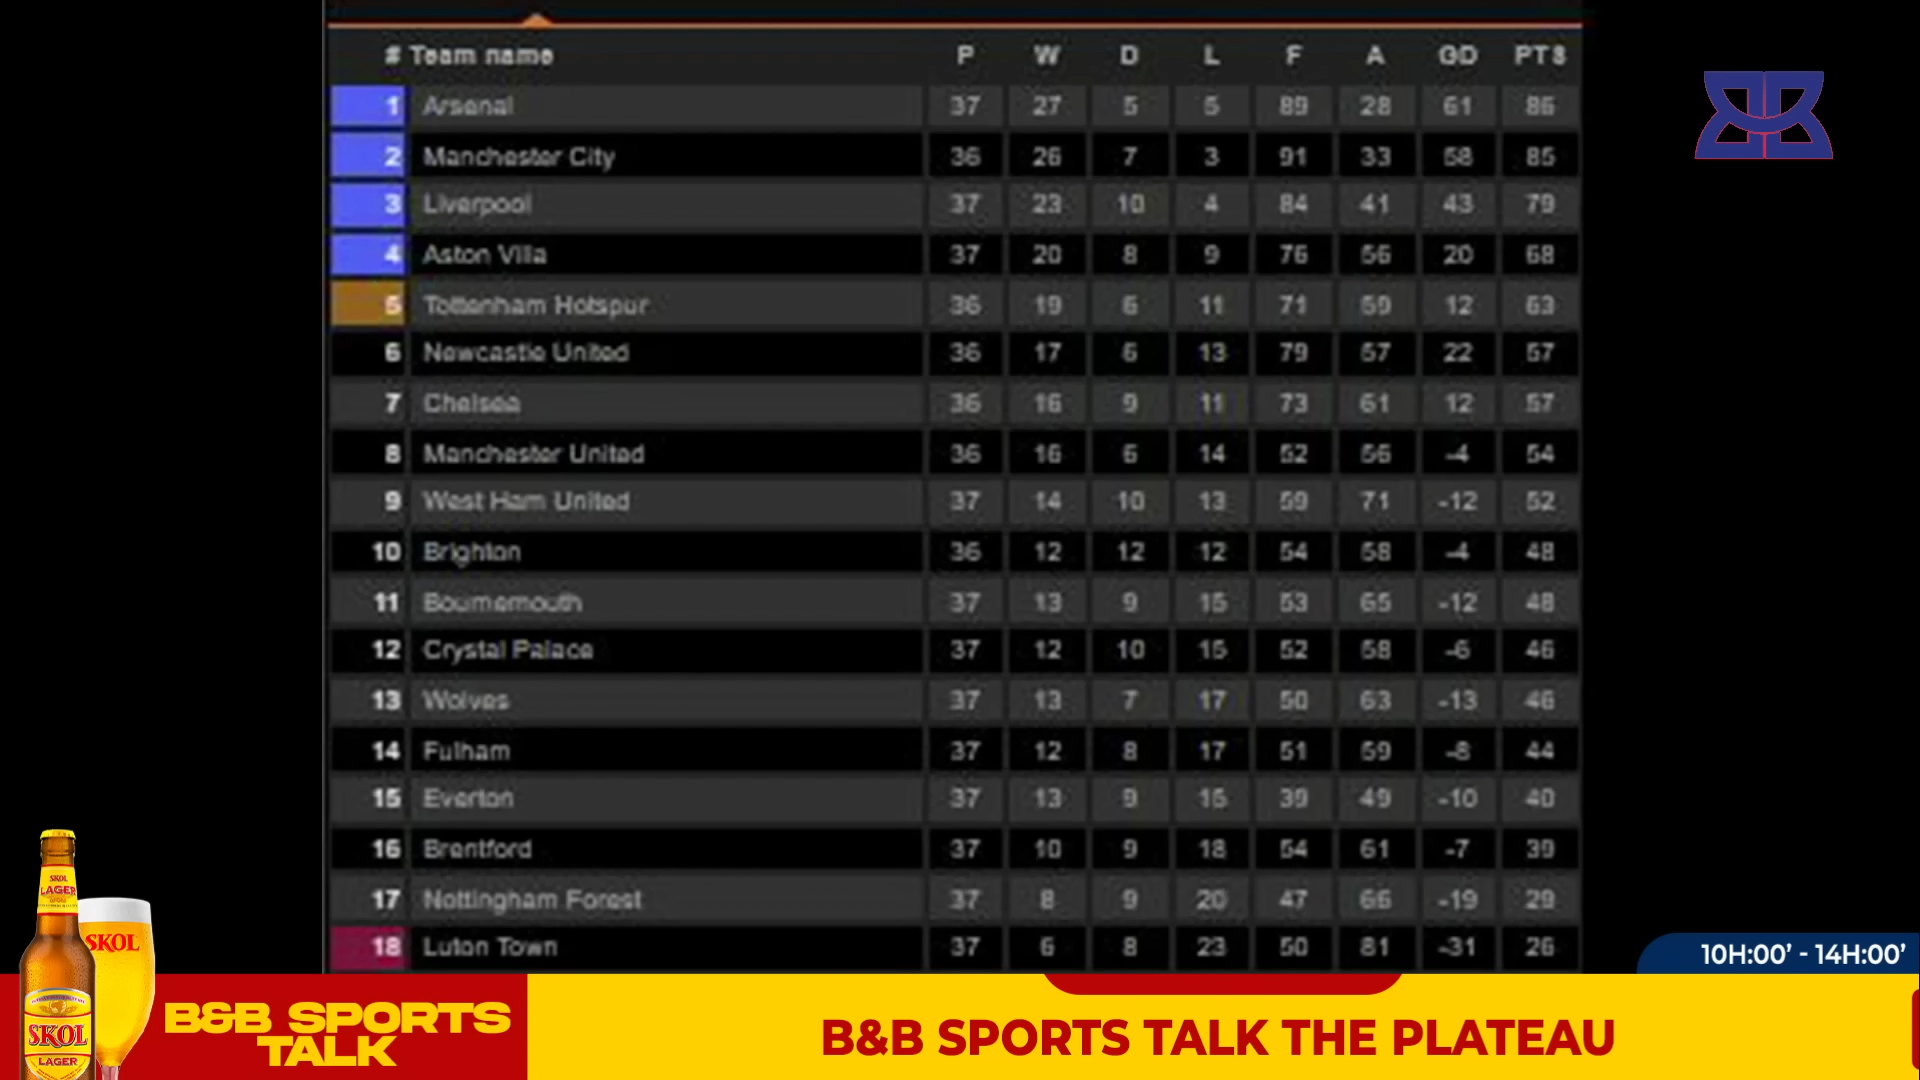 # Team name P W D L F A GD PTS
1 Arsenal 37 27 5 5 89 28 61 86
2 Manchester City 36 26 7 3 91 33 58 85
3 Liverpool 37 23 10 4 84 41 43 79
4 Aston Villa 37 20 8 9 76 56 20 68
5 Tottenham Hotspur 36 19 6 11 71 59 12 63
6 Newcastle United 36 17 6 13 79 57 22 57
7 Chelsea 36 16 9 11 73 61 12 57
8 Manchester United 36 16 6 14 52 56 -4 54
9 West Ham United 37 14 10 13 59 71 -12 52
10 Brighton 36 12 12 12 54 58 -4 48
11 Bournemouth 37 13 9 15 53 65 -12 48
12 Crystal Palace 37 12 10 15 52 58 -6 46
13 Wolves 37 13 7 17 50 63 -13 46
14 Fulham 37 12 8 17 51 59 -8 44
15 Everton 37 13 9 15 39 49 -10 40
16 Brentford 37 10 9 18 54 61 -7 39
17 Nottingham Forest 37 8 9 20 47 66 -19 29
18 Luton Town 37 6 8 23 50 81 -31 26
10H:00’ - 14H:00’
SKOL
LAGER
SKOL
SKOL
LAGER
B&B SPORTS
TALK
B&B SPORTS TALK THE PLATEAU